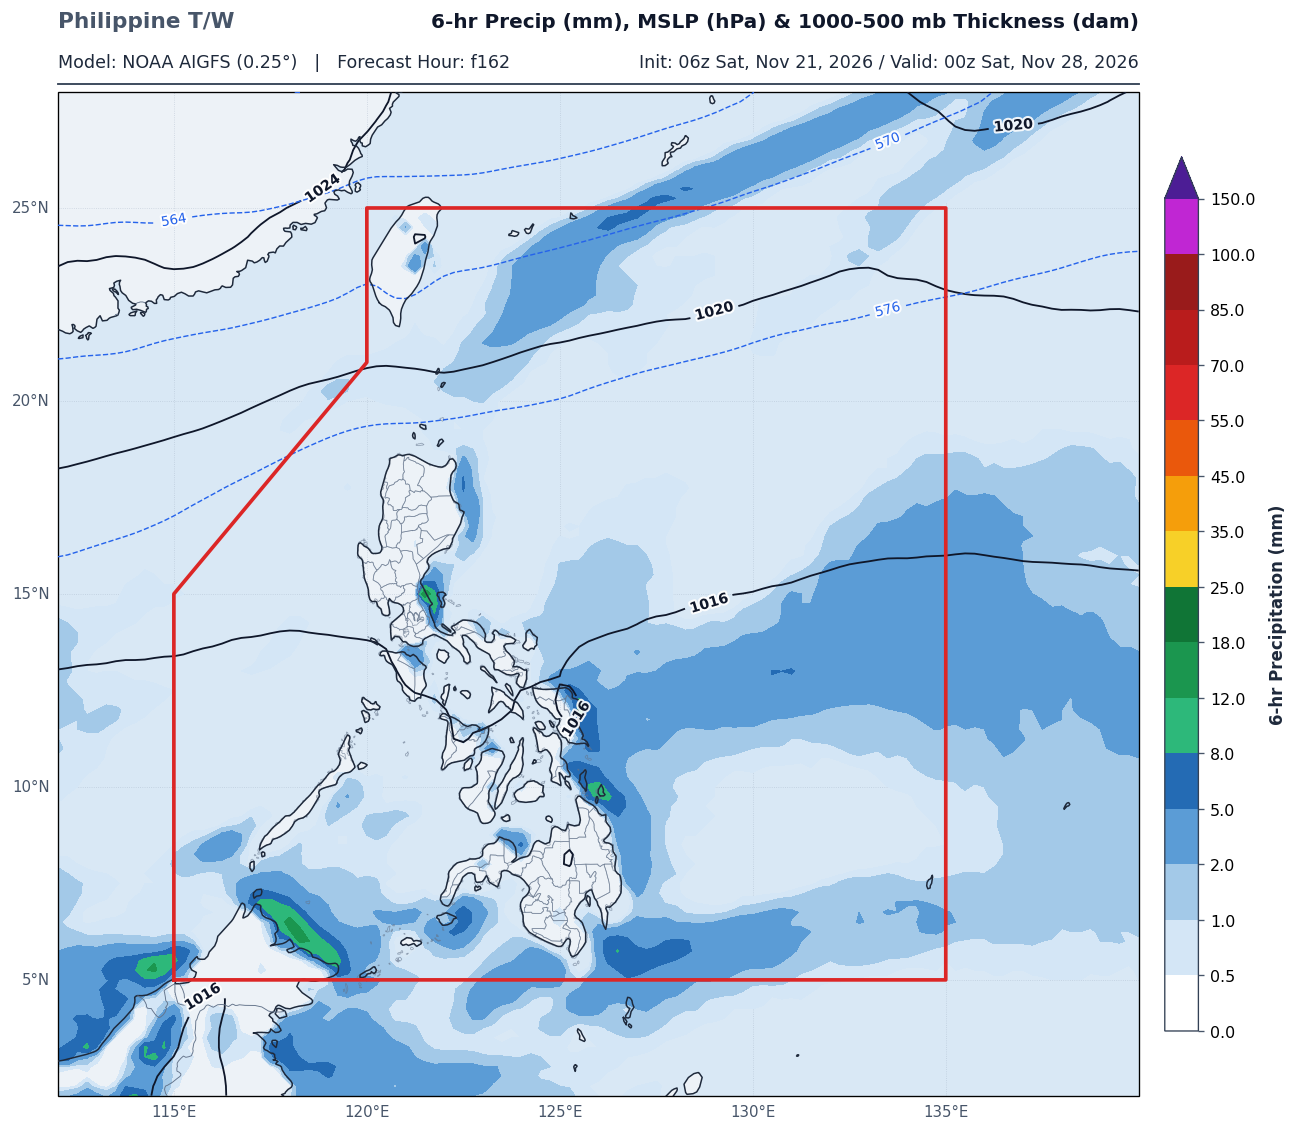 Philippine T/W
6-hr Precip (mm), MSLP (hPa) & 1000-500 mb Thickness (dam)
Model: NOAA AIGFS (0.25°) | Forecast Hour: f162
Init: 06z Sat, Nov 21, 2026 / Valid: 00z Sat, Nov 28, 2026
1020
570
1024
564
25°N
1020
576
20°N
15°N
1016
1016
10°N
5°N
1016
115°E
120°E
125°E
130°E
135°E
150.0
100.0
85.0
70.0
55.0
45.0
35.0
25.0
18.0
12.0
8.0
5.0
2.0
1.0
0.5
0.0
6-hr Precipitation (mm)